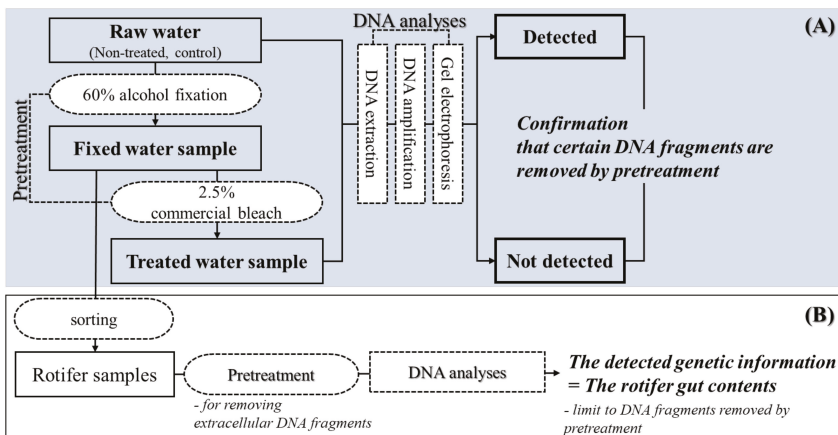 (A)
Raw water
(Non-treated, control)
60% alcohol fixation
Pretreatment
Fixed water sample
2.5%
commercial bleach
Treated water sample
DNA analyses
DNA extraction
DNA amplification
Gel electrophoresis
Detected
Confirmation
that certain DNA fragments are
removed by pretreatment
Not detected
(B)
sorting
Rotifer samples
Pretreatment
- for removing
extracellular DNA fragments
DNA analyses
The detected genetic information
= The rotifer gut contents
- limit to DNA fragments removed by
pretreatment